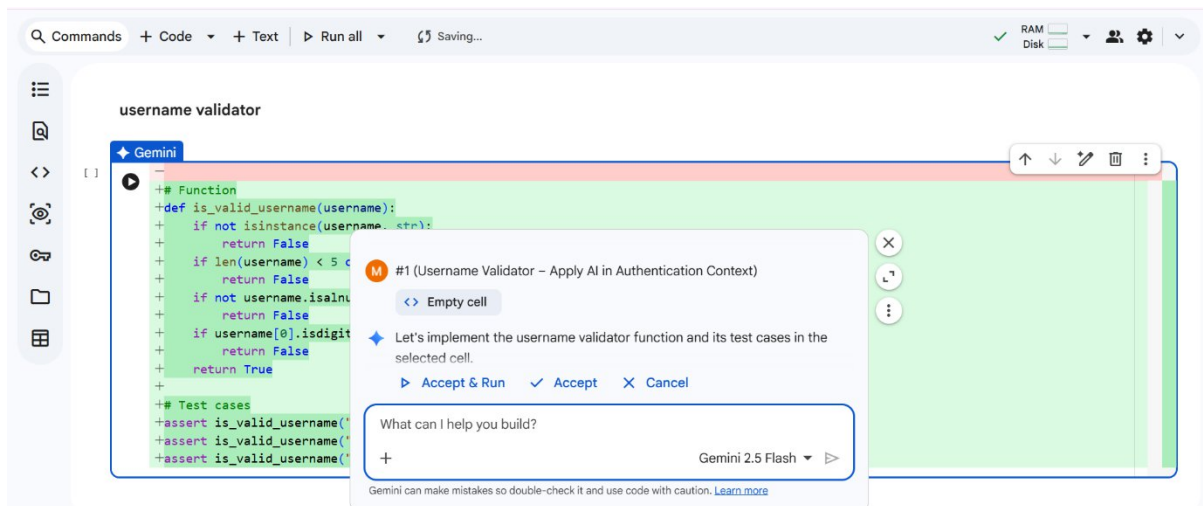 Commands + Code + Text Run all Saving... RAM
Disk
username validator
Gemini
[ ]
−
+# Function
+def is_valid_username(username):
+    if not isinstance(username, str):
+        return False
+    if len(username) < 5
+        return False
+    if not username.isalnu
+        return False
+    if username[0].isdigit
+        return False
+    return True
+
+# Test cases
+assert is_valid_username("
+assert is_valid_username("
+assert is_valid_username("
M #1 (Username Validator – Apply AI in Authentication Context)
<> Empty cell
Let's implement the username validator function and its test cases in the
selected cell.
Accept & Run Accept Cancel
What can I help you build?
+ Gemini 2.5 Flash
Gemini can make mistakes so double-check it and use code with caution. Learn more